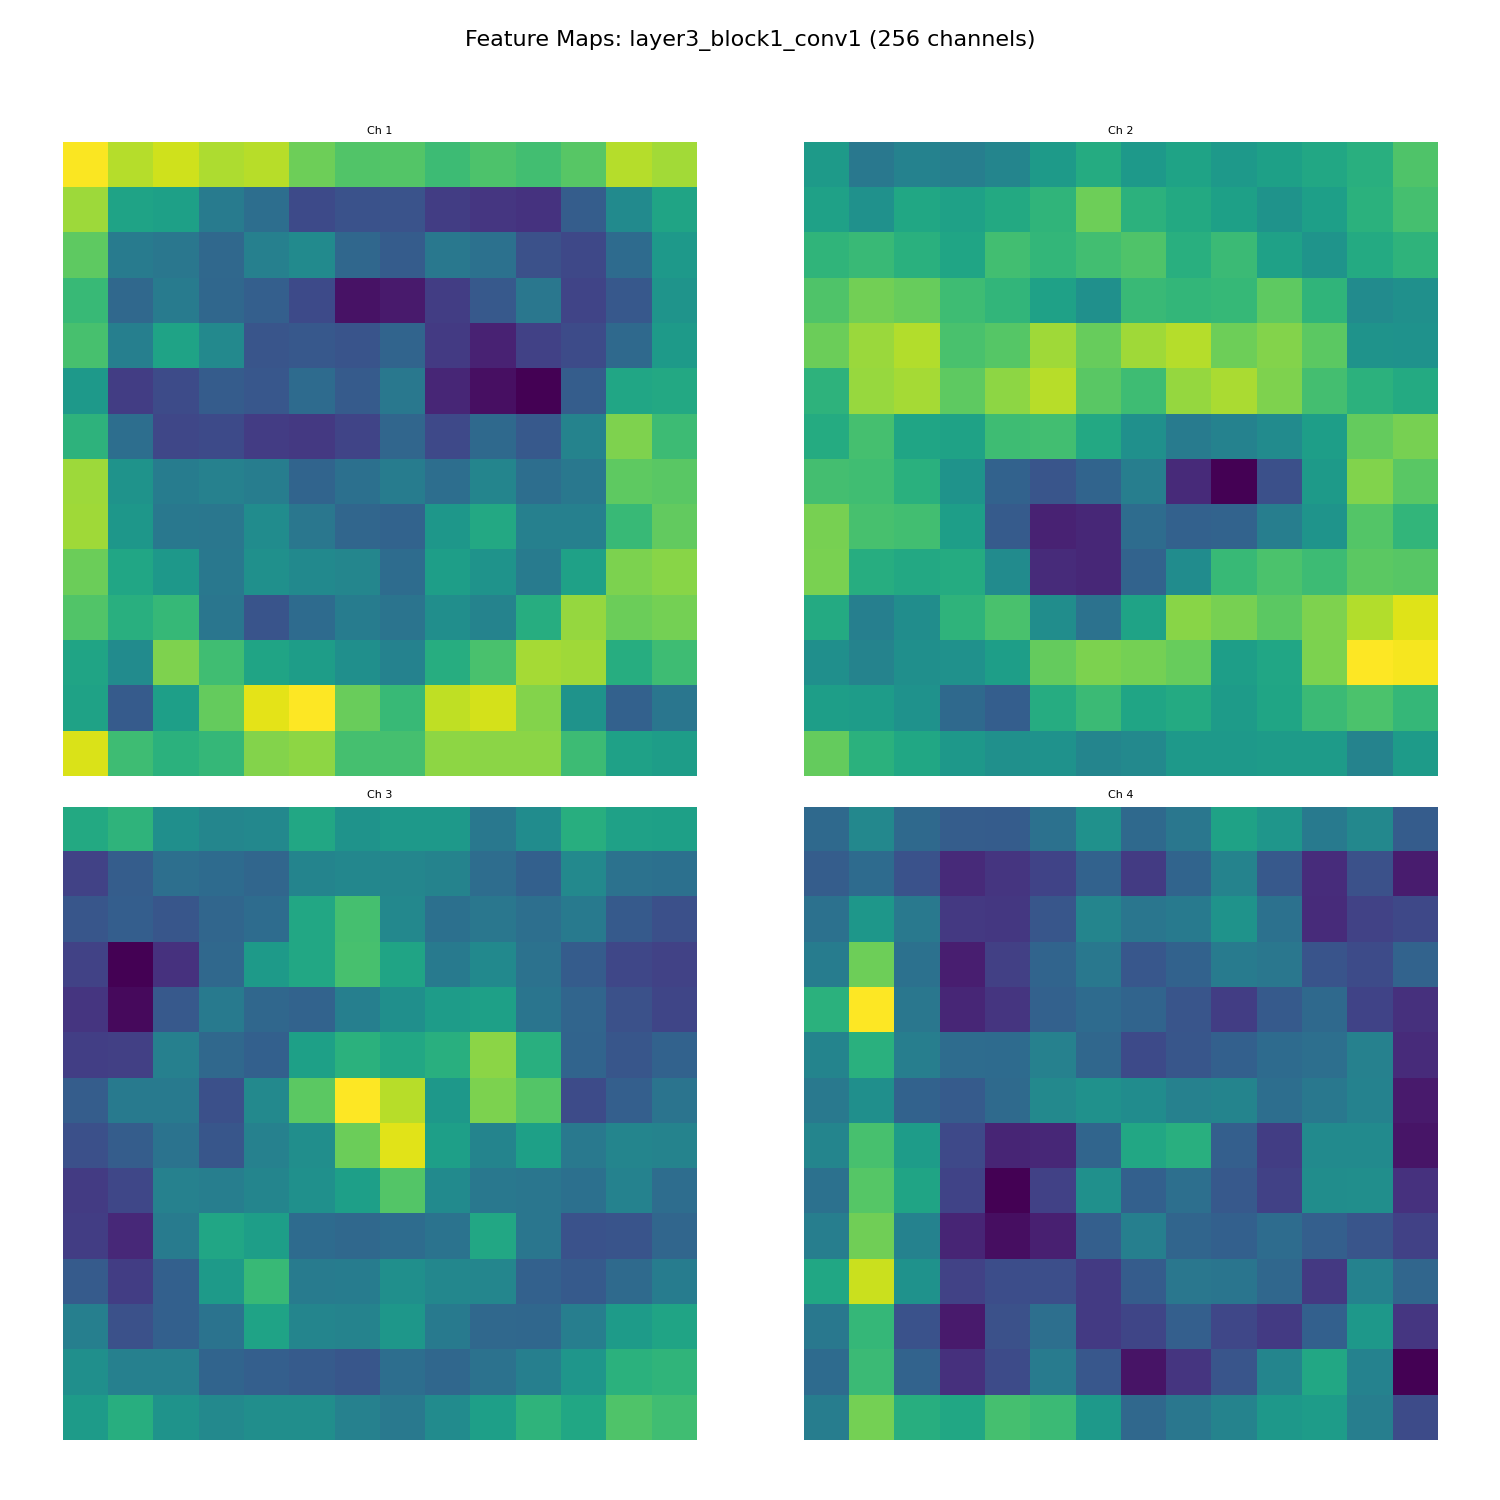 Feature Maps: layer3_block1_conv1 (256 channels)
Ch 1
Ch 2
Ch 3
Ch 4